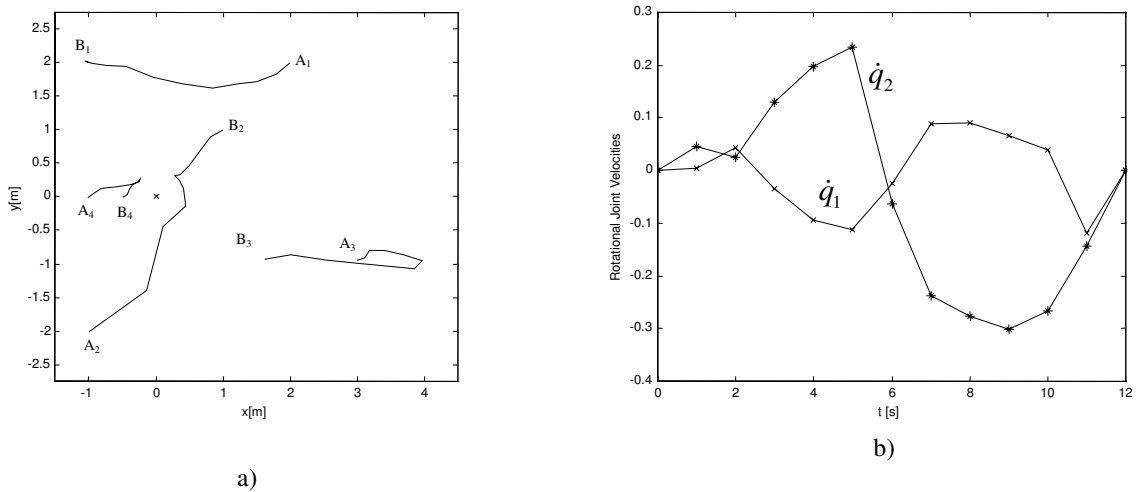 2.5
2
1.5
1
0.5
0
-0.5
-1
-1.5
-2
-2.5
y[m]
B1
A1
B2
A4
B4
B3
A3
A2
-1 0 1 2 3 4
x[m]
a)
0.3
0.2
0.1
0
-0.1
-0.2
-0.3
-0.4
Rotational Joint Velocities
q̇2
q̇1
0 2 4 6 8 10 12
t [s]
b)